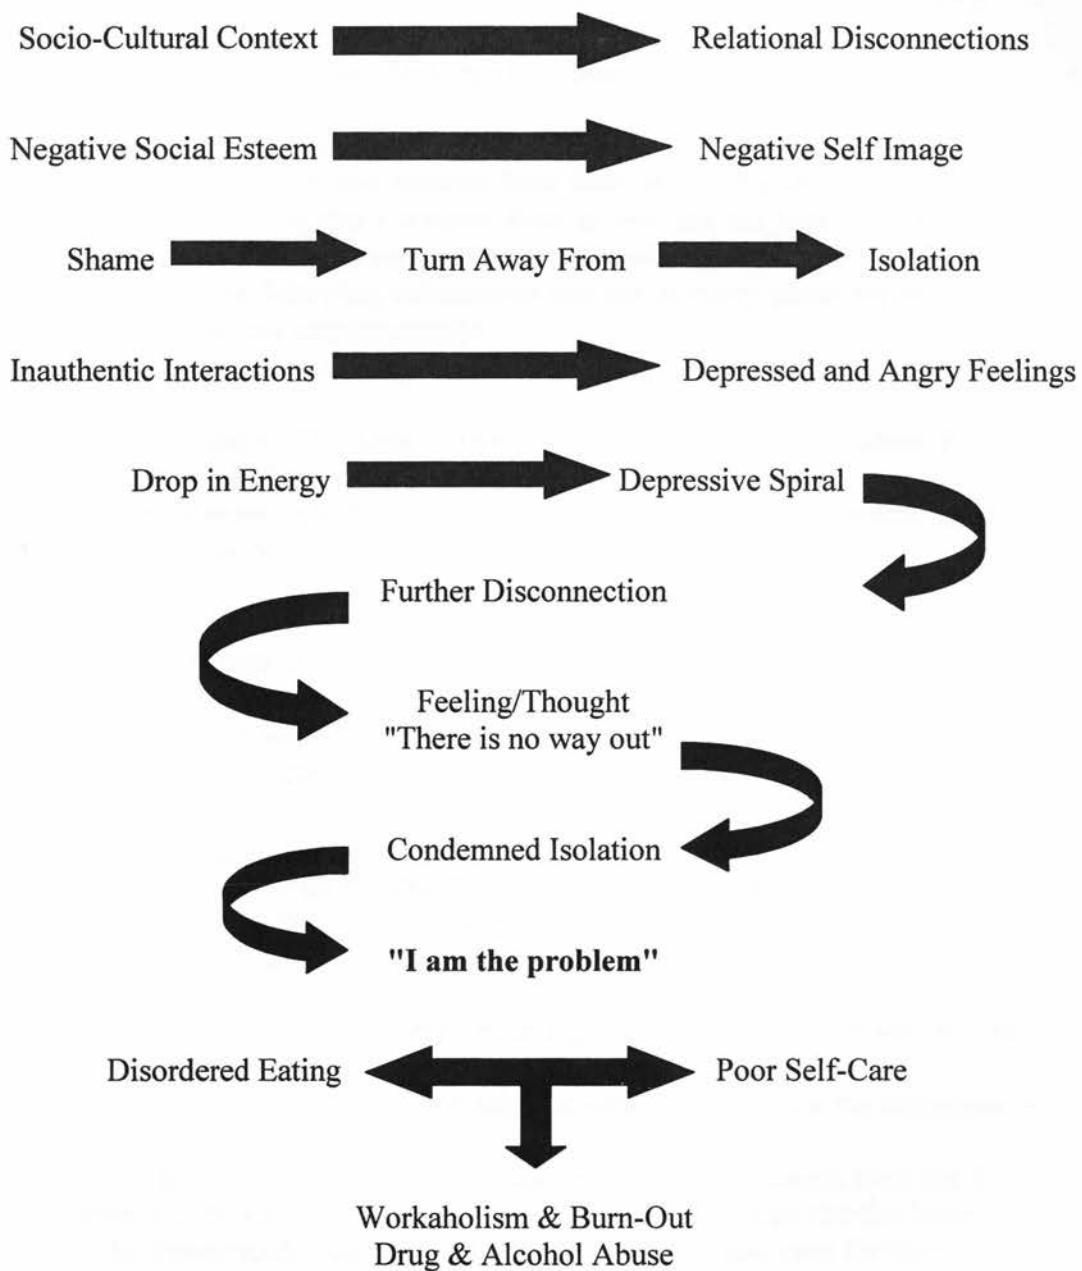 Socio-Cultural Context Relational Disconnections
Negative Social Esteem Negative Self Image
Shame Turn Away From Isolation
Inauthentic Interactions Depressed and Angry Feelings
Drop in Energy Depressive Spiral
Further Disconnection
Feeling/Thought
"There is no way out"
Condemned Isolation
"I am the problem"
Disordered Eating Poor Self-Care
Workaholism & Burn-Out
Drug & Alcohol Abuse